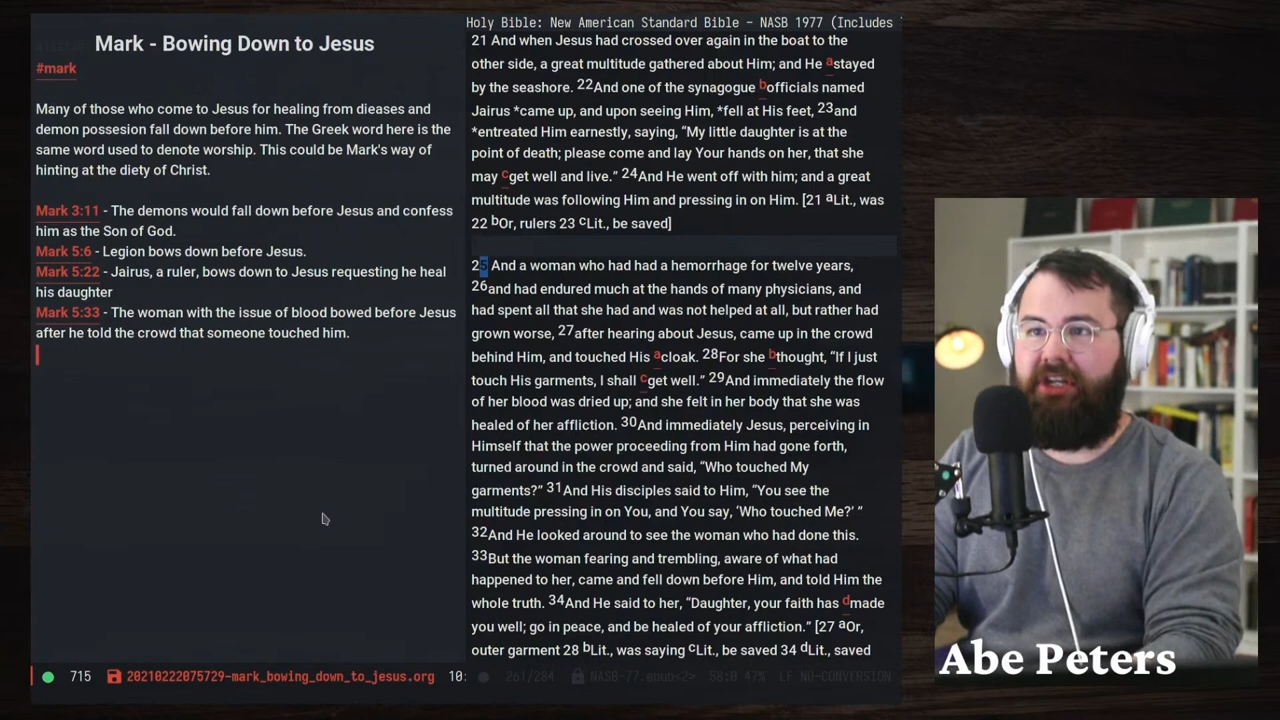 Mark - Bowing Down to Jesus
#mark
Many of those who come to Jesus for healing from dieases and
demon possesion fall down before him. The Greek word here is the
same word used to denote worship. This could be Mark's way of
hinting at the diety of Christ.
Mark 3:11 - The demons would fall down before Jesus and confess
him as the Son of God.
Mark 5:6 - Legion bows down before Jesus.
Mark 5:22 - Jairus, a ruler, bows down to Jesus requesting he heal
his daughter
Mark 5:33 - The woman with the issue of blood bowed before Jesus
after he told the crowd that someone touched him.
715 20210222075729-mark_bowing_down_to_jesus.org 10:
Holy Bible: New American Standard Bible – NASB 1977 (Includes
21 And when Jesus had crossed over again in the boat to the
other side, a great multitude gathered about Him; and He astayed
by the seashore. 22And one of the synagogue bofficials named
Jairus *came up, and upon seeing Him, *fell at His feet, 23and
*entreated Him earnestly, saying, “My little daughter is at the
point of death; please come and lay Your hands on her, that she
may cget well and live.” 24And He went off with him; and a great
multitude was following Him and pressing in on Him. [21 aLit., was
22 bOr, rulers 23 cLit., be saved]
25 And a woman who had had a hemorrhage for twelve years,
26and had endured much at the hands of many physicians, and
had spent all that she had and was not helped at all, but rather had
grown worse, 27after hearing about Jesus, came up in the crowd
behind Him, and touched His acloak. 28For she bthought, “If I just
touch His garments, I shall cget well.” 29And immediately the flow
of her blood was dried up; and she felt in her body that she was
healed of her affliction. 30And immediately Jesus, perceiving in
Himself that the power proceeding from Him had gone forth,
turned around in the crowd and said, “Who touched My
garments?” 31And His disciples said to Him, “You see the
multitude pressing in on You, and You say, ‘Who touched Me?’ ”
32And He looked around to see the woman who had done this.
33But the woman fearing and trembling, aware of what had
happened to her, came and fell down before Him, and told Him the
whole truth. 34And He said to her, “Daughter, your faith has dmade
you well; go in peace, and be healed of your affliction.” [27 aOr,
outer garment 28 bLit., was saying cLit., be saved 34 dLit., saved
261/284 NASB-77.epub<2> 58:0 47% LF NO-CONVERSION
Abe Peters